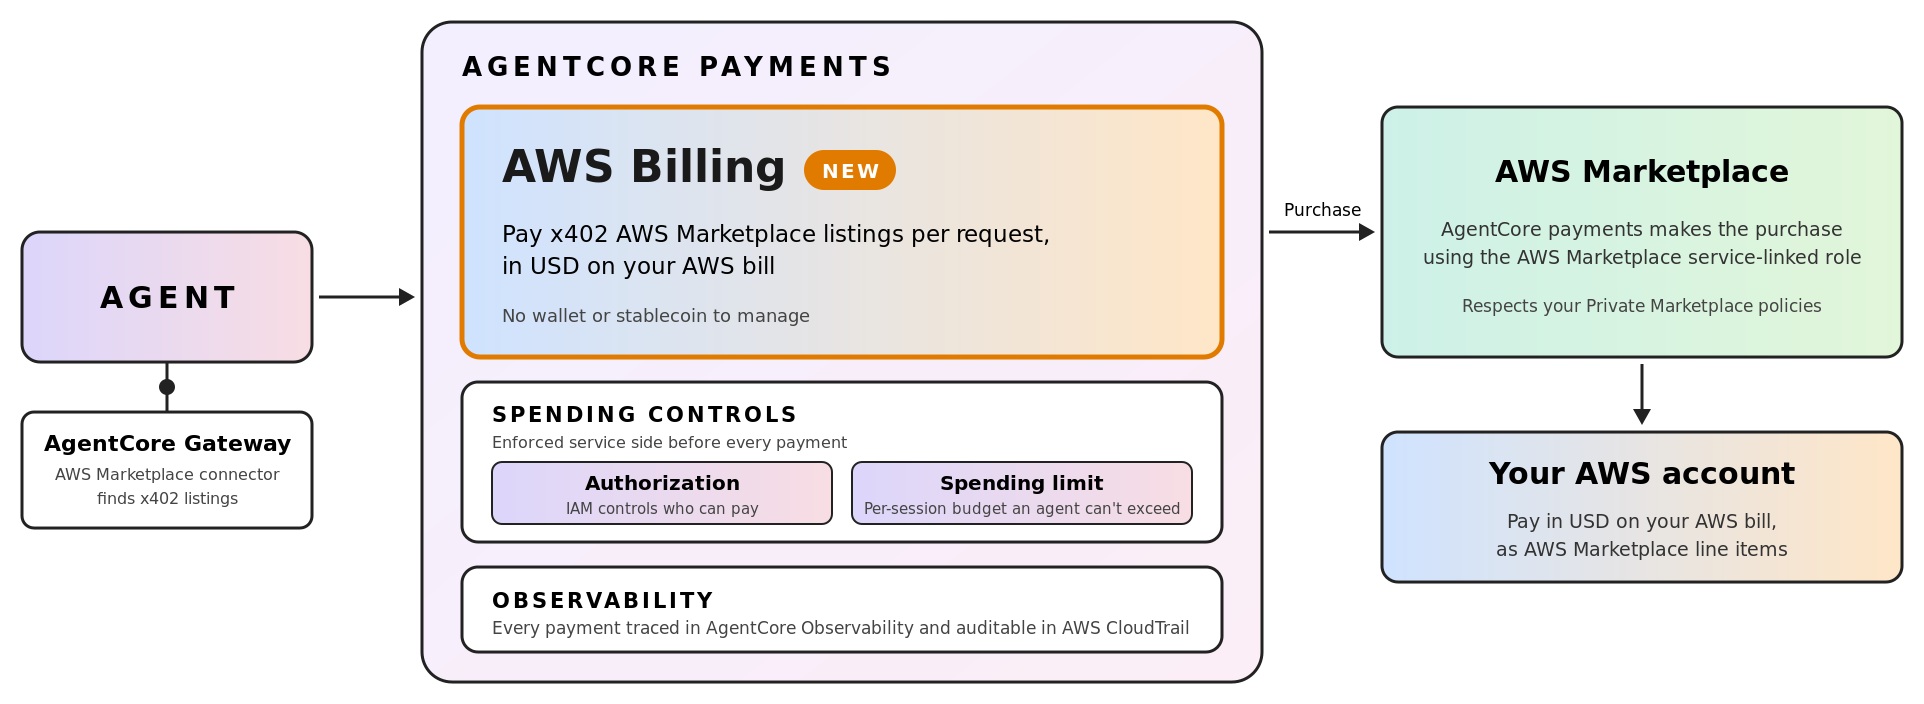 AGENT
AgentCore Gateway
AWS Marketplace connector
finds x402 listings
AGENTCORE PAYMENTS
AWS Billing NEW
Pay x402 AWS Marketplace listings per request,
in USD on your AWS bill
No wallet or stablecoin to manage
SPENDING CONTROLS
Enforced service side before every payment
Authorization
IAM controls who can pay
Spending limit
Per-session budget an agent can't exceed
OBSERVABILITY
Every payment traced in AgentCore Observability and auditable in AWS CloudTrail
Purchase
AWS Marketplace
AgentCore payments makes the purchase
using the AWS Marketplace service-linked role
Respects your Private Marketplace policies
Your AWS account
Pay in USD on your AWS bill,
as AWS Marketplace line items